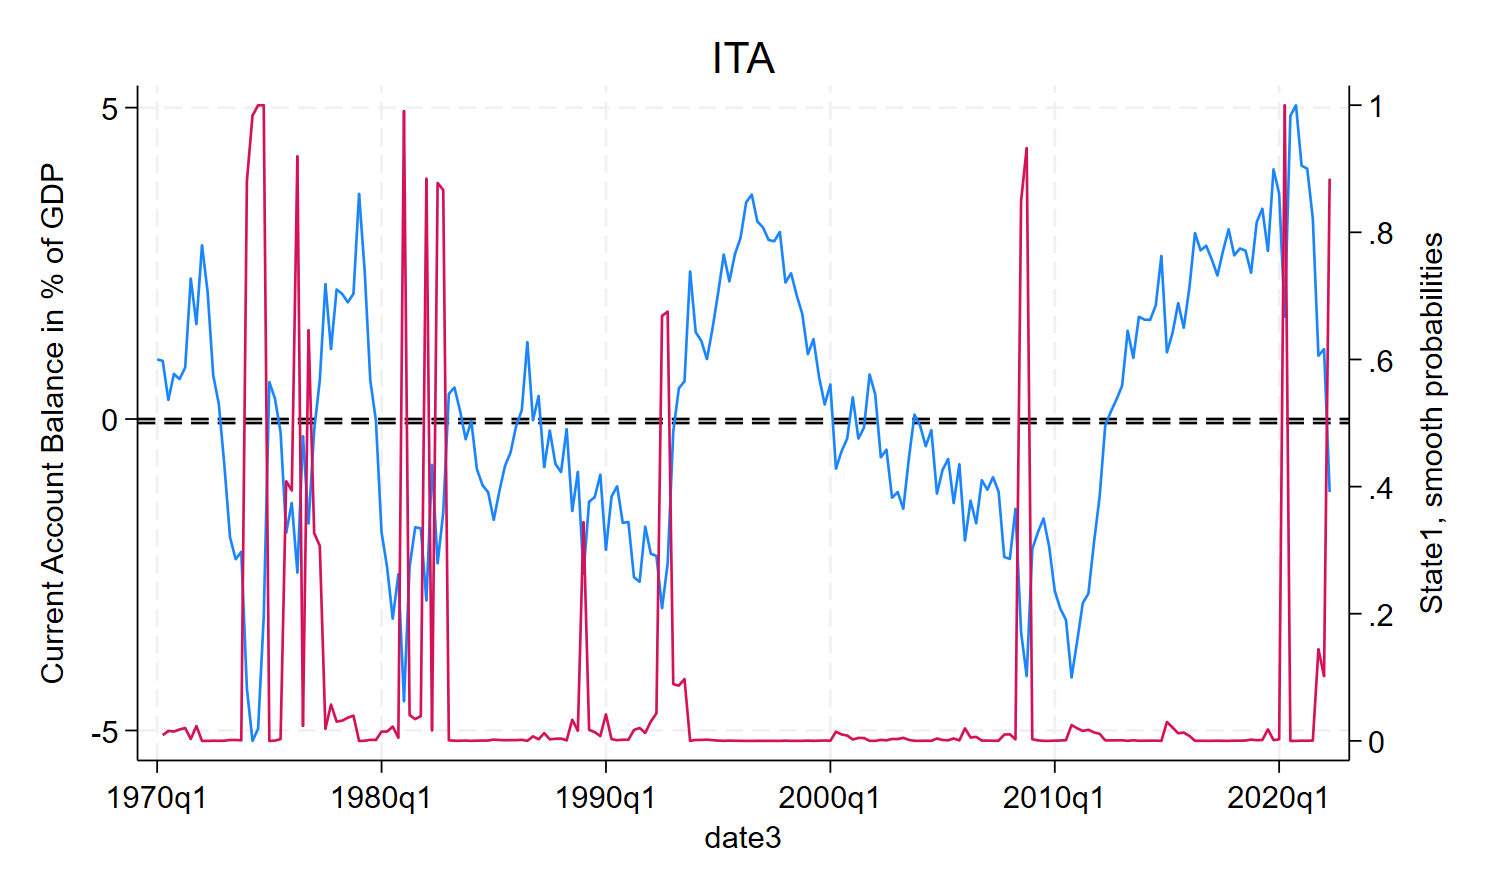 ITA
Current Account Balance in % of GDP
5
0
-5
1
.8
.6
.4
.2
0
State1, smooth probabilities
1970q1 1980q1 1990q1 2000q1 2010q1 2020q1
date3